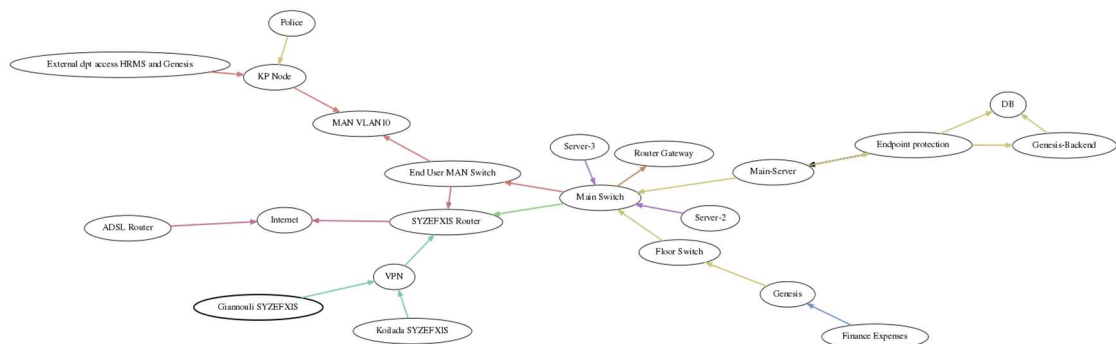 Police
External dpt access HRMS and Genesis
KP Node
DB
MAN VLAN10
Server-3
Router Gateway
Endpoint protection
Genesis-Backend
End User MAN Switch
Main-Server
Main Switch
ADSL Router
Internet
SYZEFXIS Router
Server-2
Floor Switch
VPN
Giannouli SYZEFXIS
Genesis
Koilada SYZEFXIS
Finance Expenses